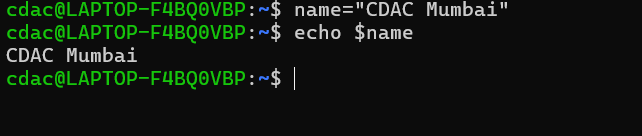 cdac@LAPTOP-F4BQ0VBP:~$ name="CDAC Mumbai"
cdac@LAPTOP-F4BQ0VBP:~$ echo $name
CDAC Mumbai
cdac@LAPTOP-F4BQ0VBP:~$